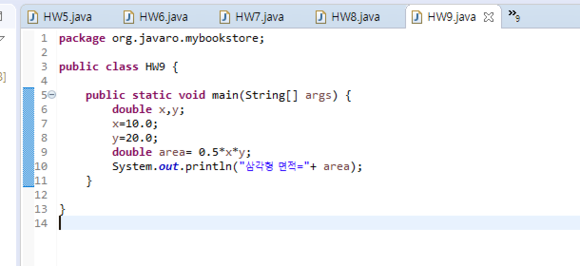 HW5.java HW6.java HW7.java HW8.java HW9.java »9
1 package org.javaro.mybookstore;
2
3 public class HW9 {
4
5 public static void main(String[] args) {
6 double x,y;
7 x=10.0;
8 y=20.0;
9 double area= 0.5*x*y;
10 System.out.println("삼각형 면적="+ area);
11 }
12
13 }
14